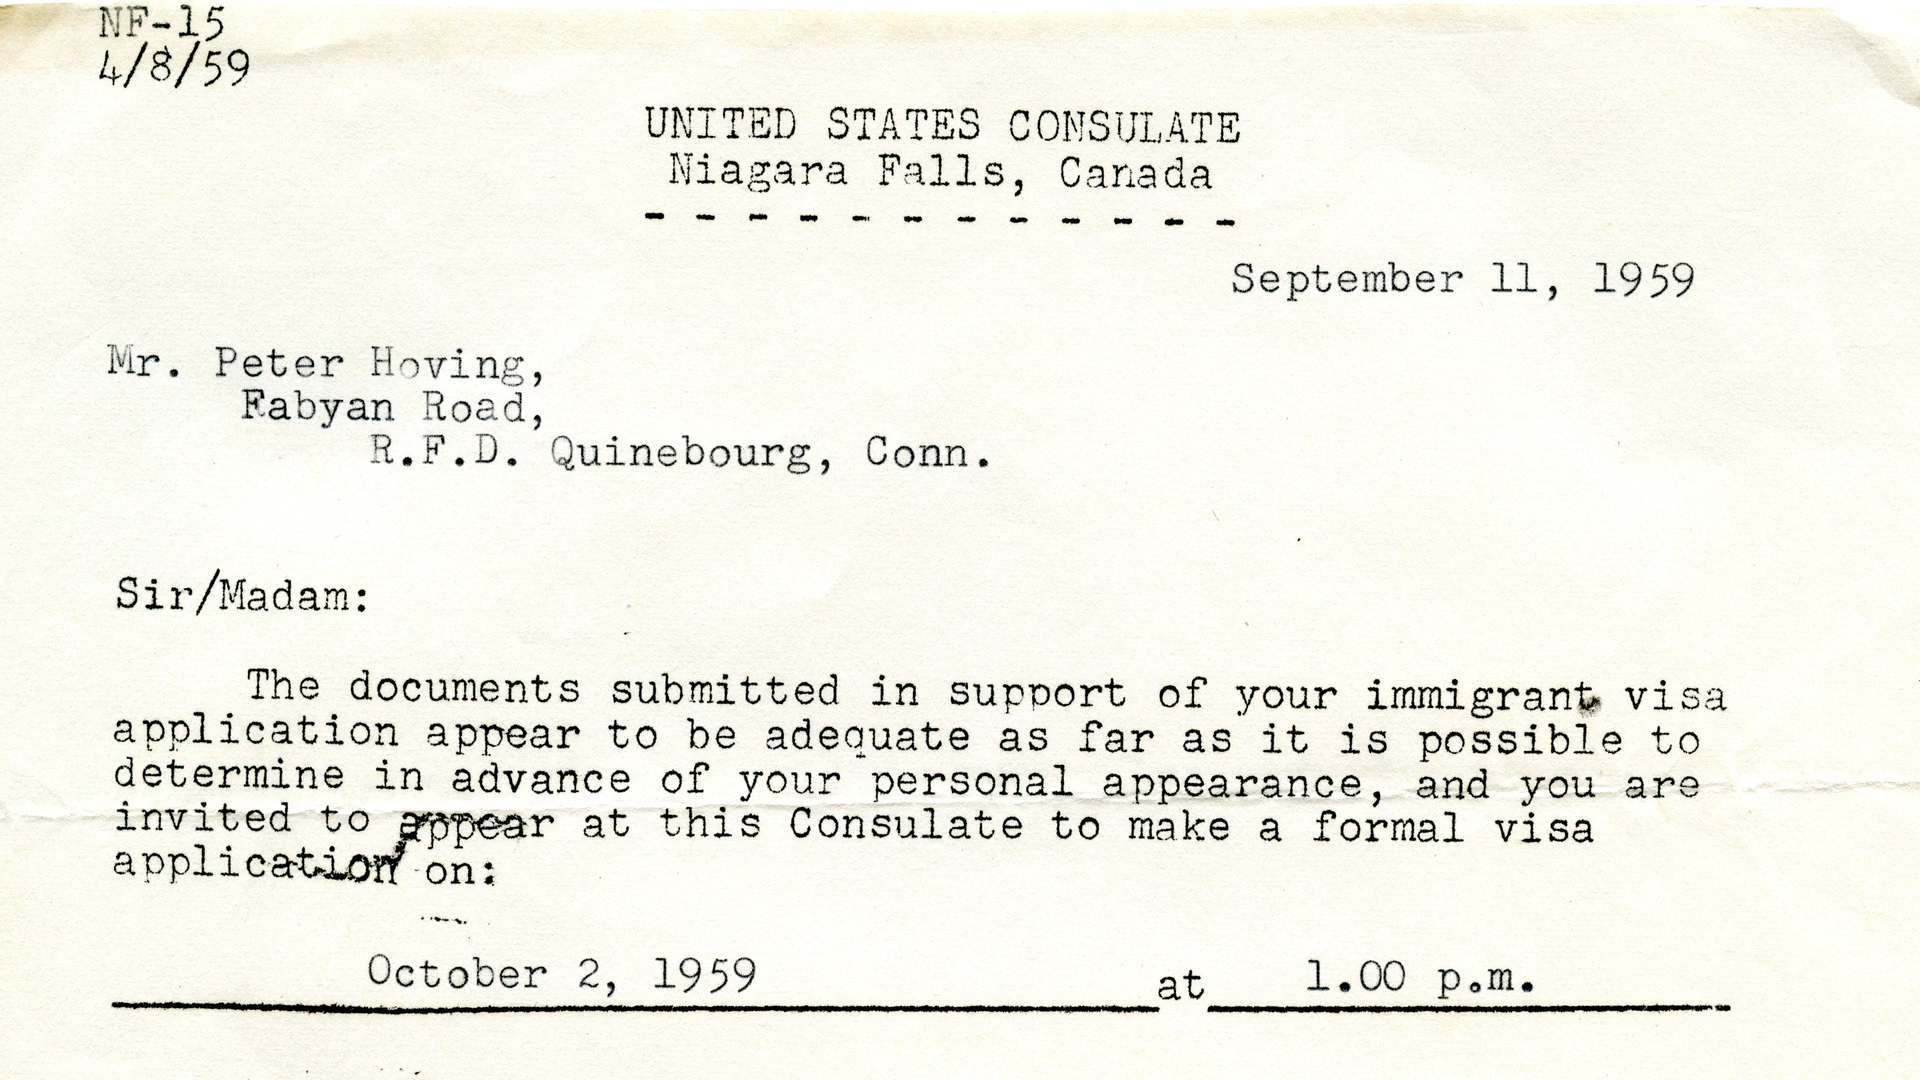 NF-15
4/8/59
UNITED STATES CONSULATE
Niagara Falls, Canada
- - - - - - - - - - - -
September 11, 1959
Mr. Peter Hoving,
Fabyan Road,
R.F.D. Quinebourg, Conn.
Sir/Madam:
The documents submitted in support of your immigrant visa
application appear to be adequate as far as it is possible to
determine in advance of your personal appearance, and you are
invited to appear at this Consulate to make a formal visa
application on:
October 2, 1959 at 1.00 p.m.